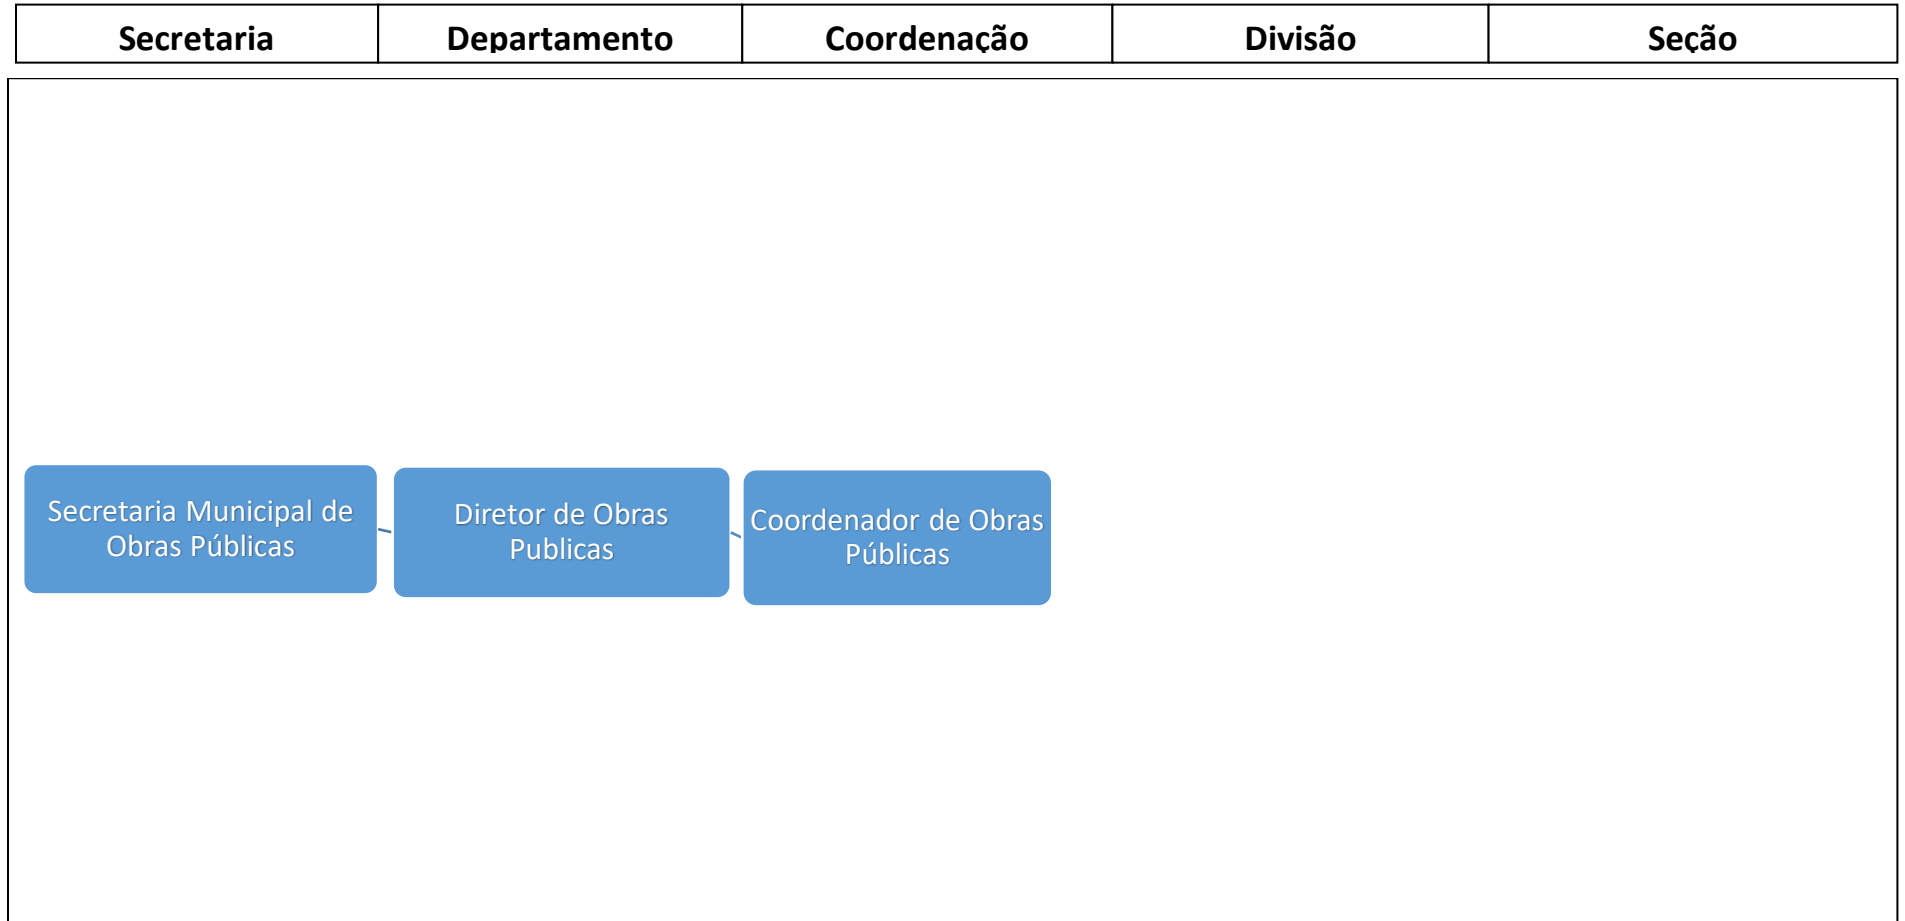 Secretaria Departamento Coordenação Divisão Seção
Secretaria Municipal de
Obras Públicas
Diretor de Obras
Publicas
Coordenador de Obras
Públicas